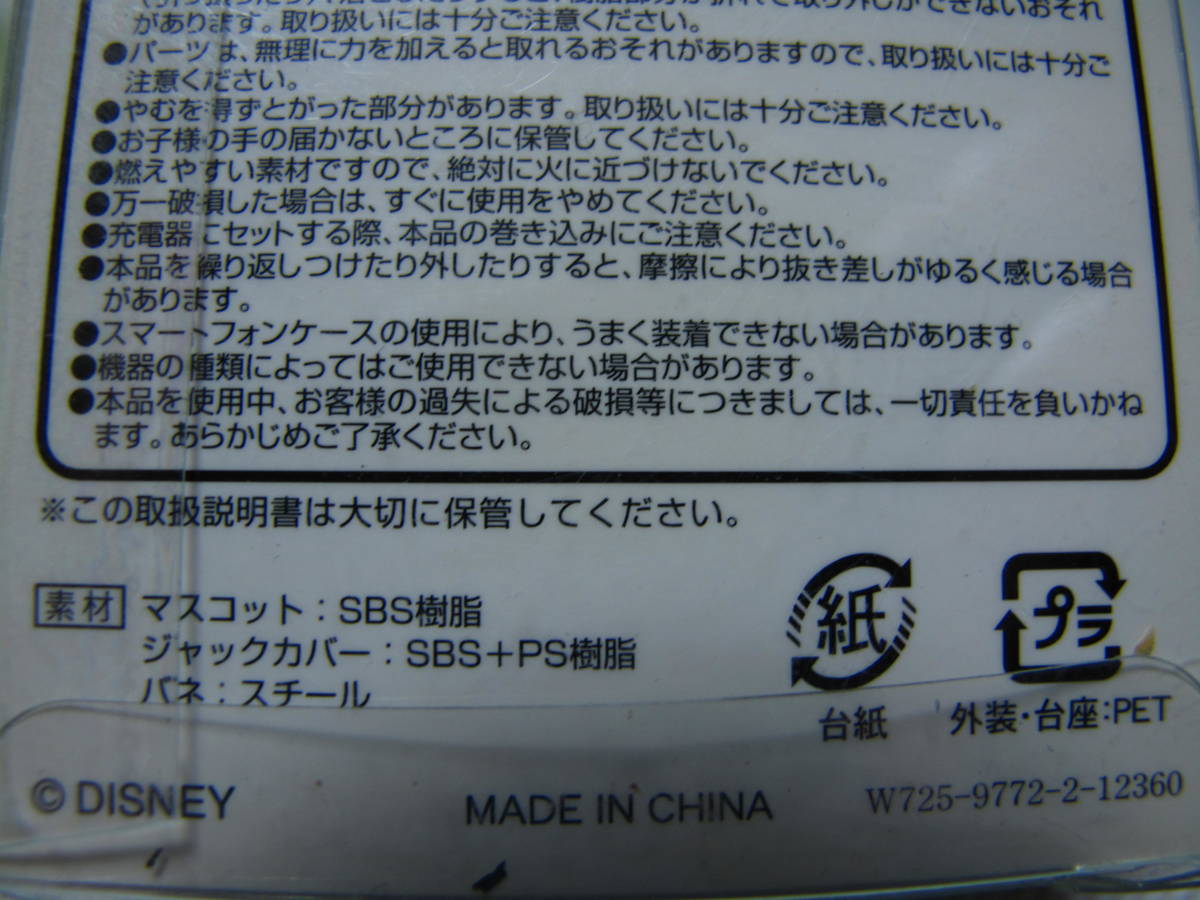 があります。取り扱いには十分ご注意ください。
●パーツは、無理に力を加えると取れるおそれがありますので、取り扱いには十分ご
注意ください。
●やむを得ずとがった部分があります。取り扱いには十分ご注意ください。
●お子様の手の届かないところに保管してください。
●燃えやすい素材ですので、絶対に火に近づけないでください。
●万一破損した場合は、すぐに使用をやめてください。
●充電器にセットする際、本品の巻き込みにご注意ください。
●本品を繰り返しつけたり外したりすると、摩擦により抜き差しがゆるく感じる場合
があります。
●スマートフォンケースの使用により、うまく装着できない場合があります。
●機器の種類によってはご使用できない場合があります。
●本品を使用中、お客様の過失による破損等につきましては、一切責任を負いかね
ます。あらかじめご了承ください。
※この取扱説明書は大切に保管してください。
素材 マスコット：SBS樹脂
ジャックカバー：SBS＋PS樹脂
バネ：スチール
紙
プラ
台紙
外装・台座：PET
© DISNEY
MADE IN CHINA
W725-9772-2-12360